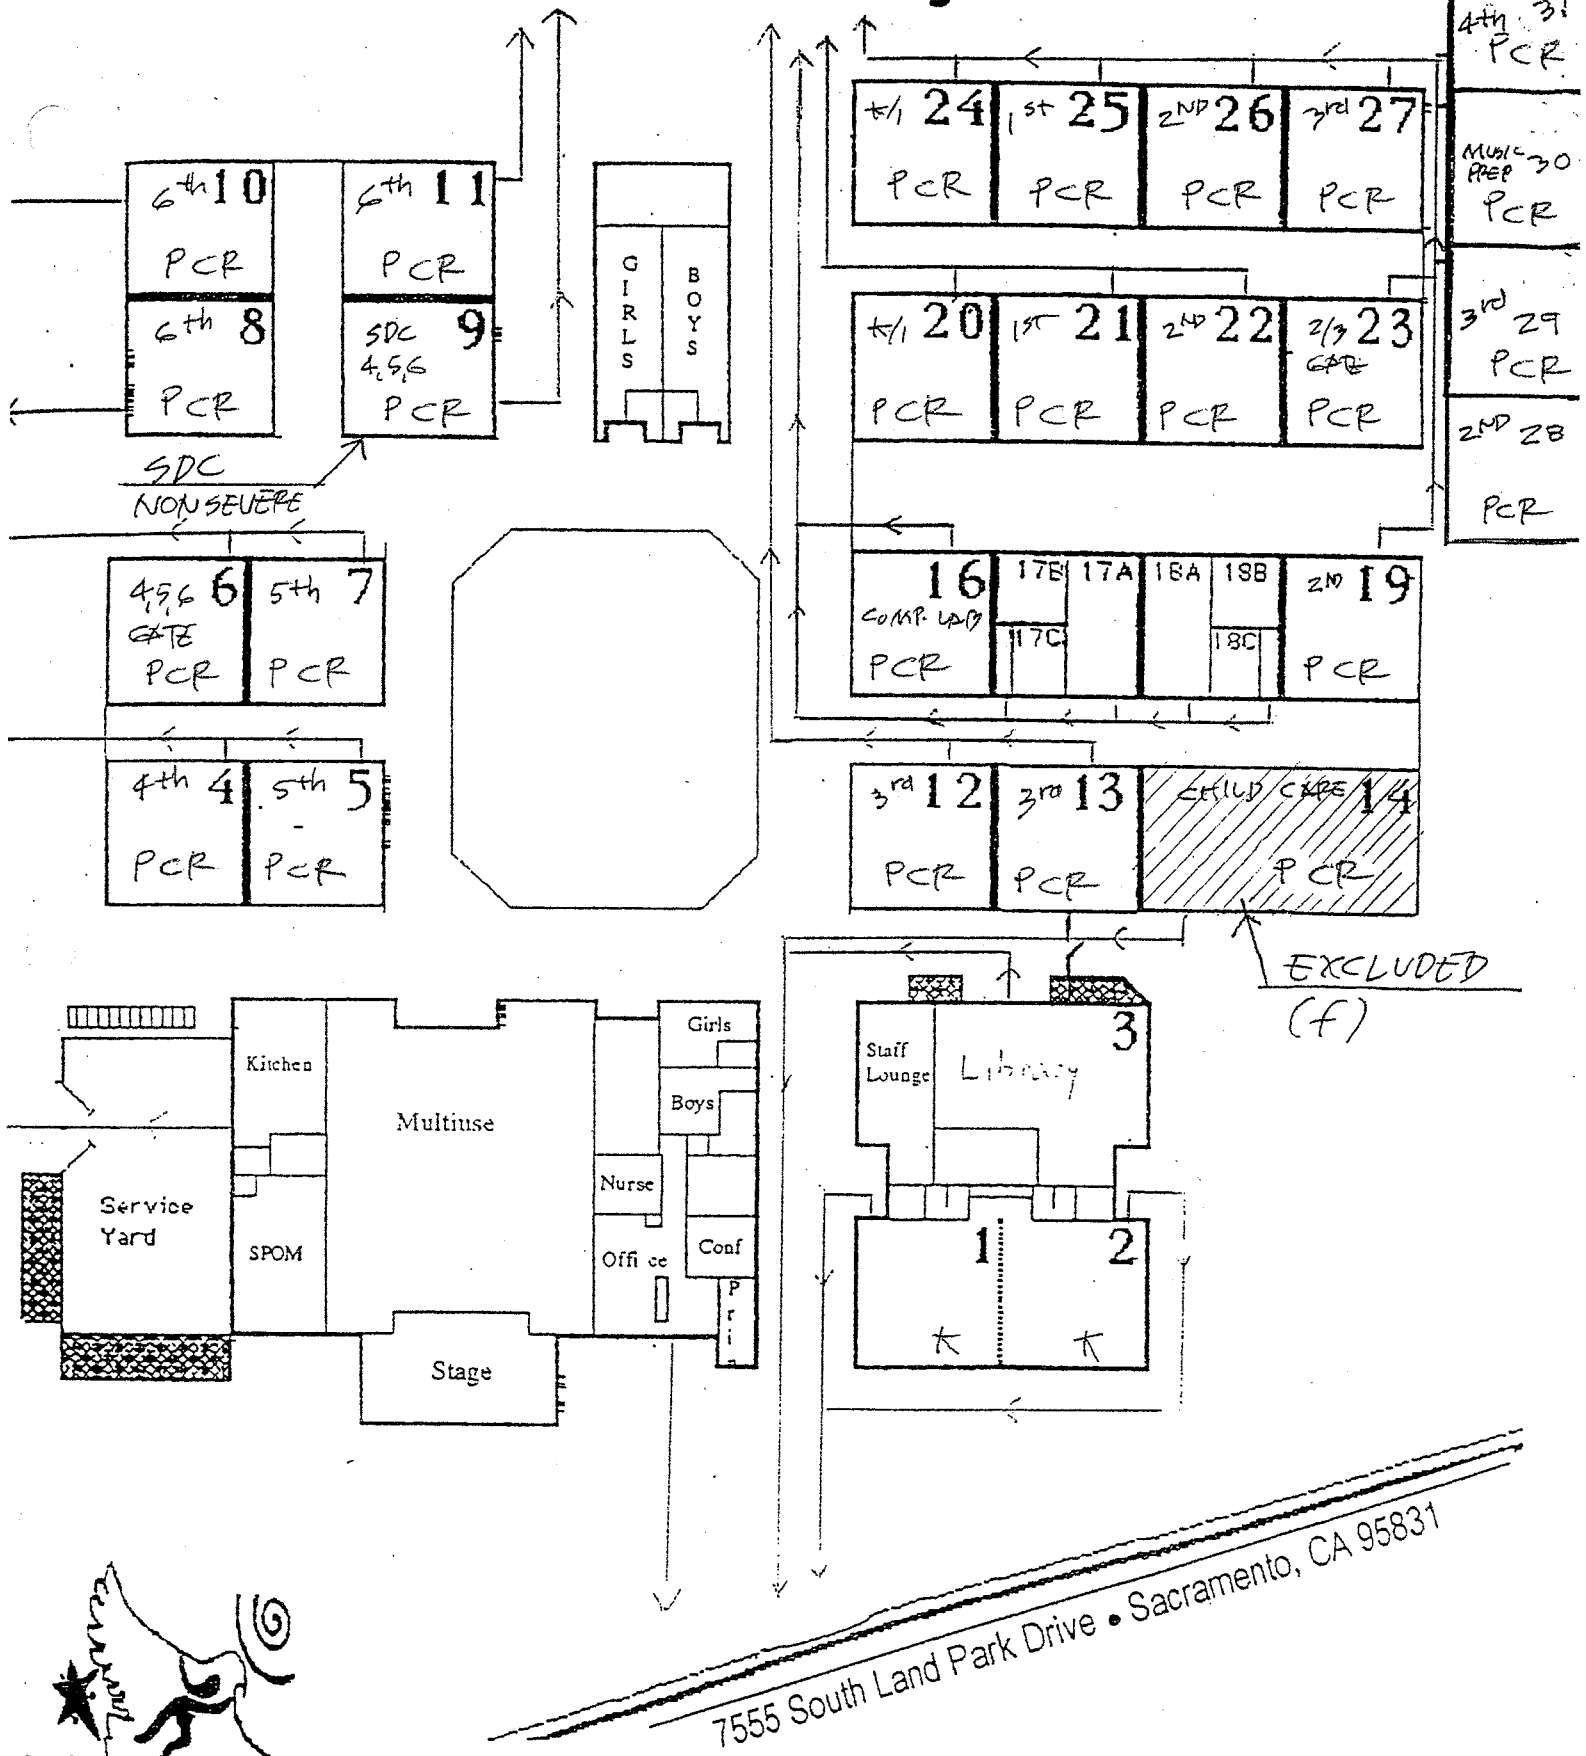 4th 31
PCR
K/1 24
PCR
1st 25
PCR
2ND 26
PCR
3rd 27
PCR
MUSIC
PREP 30
PCR
6th 10
PCR
6th 11
PCR
GIRLS
BOYS
6th 8
PCR
SDC 9
4,5,6
PCR
K/1 20
PCR
1ST 21
PCR
2ND 22
PCR
2/3 23
GATE
PCR
3rd 29
PCR
2ND 28
PCR
SDC
NONSEVERE
4,5,6 6
GATE
PCR
5th 7
PCR
16
COMP. LAB
PCR
17B 17A
17C
18A 18B
18C
2ND 19
PCR
4th 4
PCR
5th 5
PCR
3rd 12
PCR
3rd 13
PCR
CHILD CARE 14
PCR
EXCLUDED
(f)
Kitchen
Multiuse
Girls
Boys
Nurse
Office
Conf
Prin
Service
Yard
SPOM
Stage
Staff
Lounge
Library
3
1
K
2
K
7555 South Land Park Drive • Sacramento, CA 95831